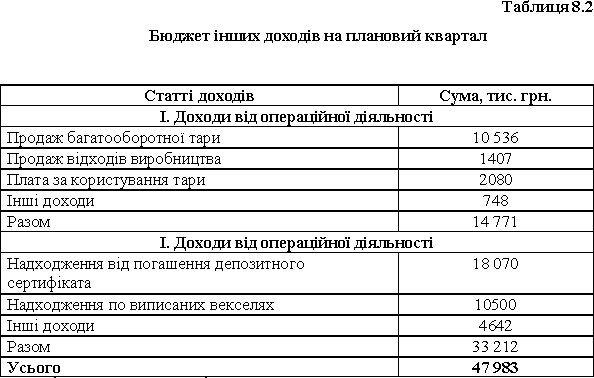 Таблиця 8.2
Бюджет інших доходів на плановий квартал
Статті доходів Сума, тис. грн.
І. Доходи від операційної діяльності
Продаж багатооборотної тари 10 536
Продаж відходів виробництва 1407
Плата за користування тари 2080
Інші доходи 748
Разом 14 771
І. Доходи від операційної діяльності
Надходження від погашення депозитного 18 070
сертифіката
Надходження по виписаних векселях 10500
Інші доходи 4642
Разом 33 212
Усього 47 983